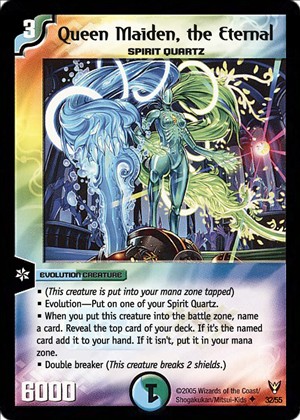 3
Queen Maiden, the Eternal
SPIRIT QUARTZ
EVOLUTION CREATURE
• (This creature is put into your mana zone tapped)
• Evolution—Put on one of your Spirit Quartz.
• When you put this creature into the battle zone, name
a card. Reveal the top card of your deck. If it's the named
card add it to your hand. If it isn't, put it in your mana
zone.
• Double breaker (This creature breaks 2 shields.)
6000
©2005 Wizards of the Coast/
Shogakukan/Mitsui-Kids 32/55